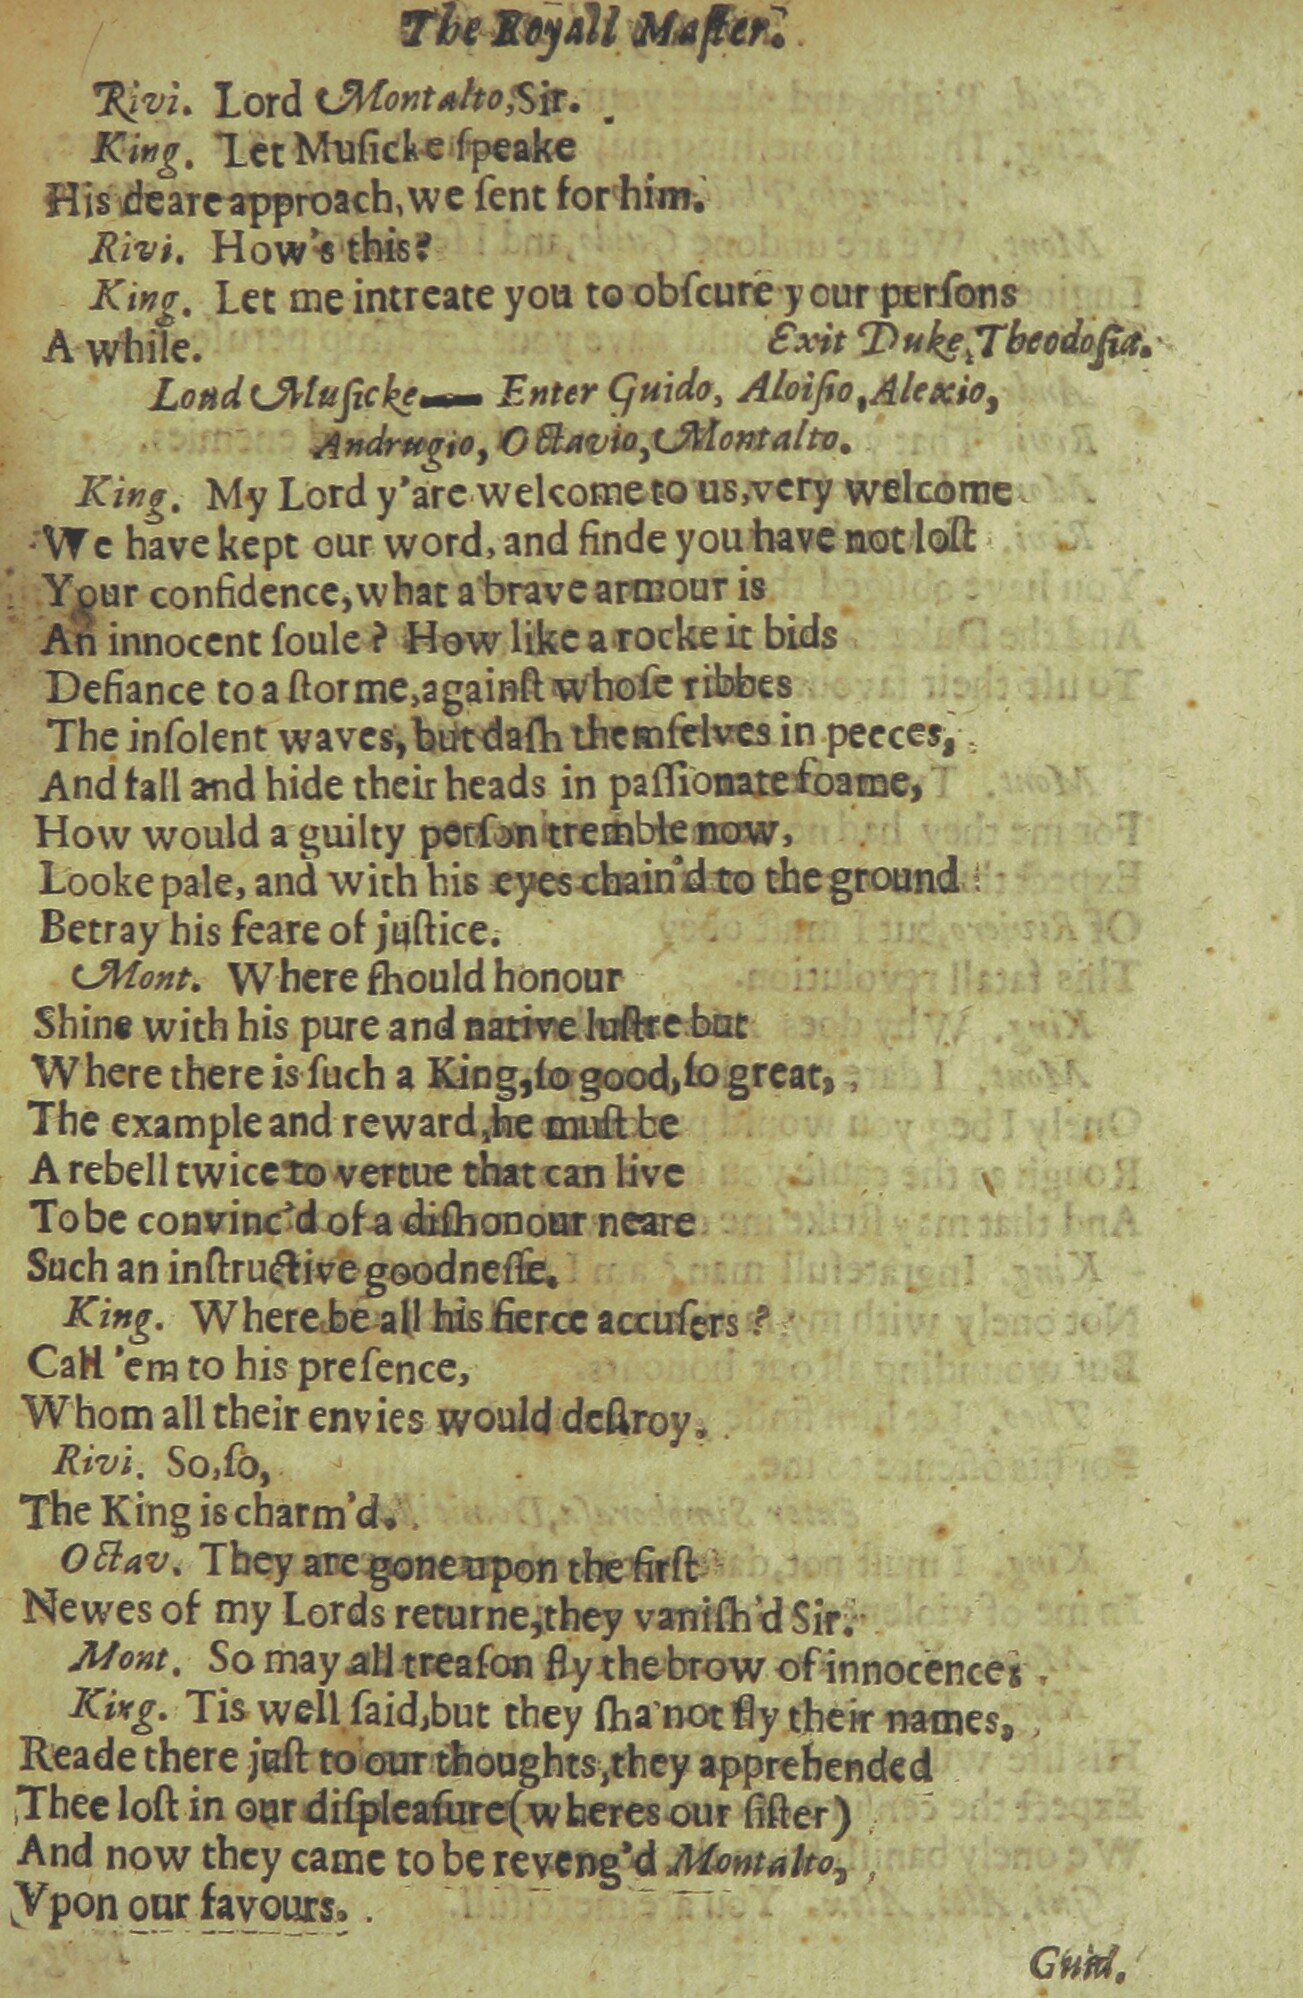 The Royall Maſter.
Rivi. Lord Montalto, Sir.
King. Let Muſicke ſpeake
His deare approach, we ſent for him.
Rivi. How's this?
King. Let me intreate you to obſcure your perſons
A while. Exit Duke, Theodoſia.
Loud Muſicke— Enter Guido, Aloiſio, Alexio,
Andrugio, Octavio, Montalto.
King. My Lord y'are welcome to us, very welcome
We have kept our word, and finde you have not loſt
Your confidence, what a brave armour is
An innocent ſoule? How like a rocke it bids
Defiance to a ſtorme, againſt whoſe ribbes
The inſolent waves, but daſh themſelves in peeces,
And fall and hide their heads in paſſionate foame,
How would a guilty perſon tremble now,
Looke pale, and with his eyes chain'd to the ground
Betray his feare of juſtice.
Mont. Where ſhould honour
Shine with his pure and native luſtre but
Where there is ſuch a King, ſo good, ſo great,
The example and reward, he muſt be
A rebell twice to vertue that can live
To be convinc'd of a diſhonour neare
Such an inſtructive goodneſſe.
King. Where be all his fierce accuſers?
Call 'em to his preſence,
Whom all their envies would deſtroy.
Rivi. So, ſo,
The King is charm'd.
Octav. They are gone upon the firſt
Newes of my Lords returne, they vaniſh'd Sir.
Mont. So may all treaſon fly the brow of innocence;
King. Tis well ſaid, but they ſha'not fly their names,
Reade there juſt to our thoughts, they apprehended
Thee loſt in our diſpleaſure (wheres our ſiſter)
And now they came to be reveng'd Montalto,
Vpon our favours.
Guid.